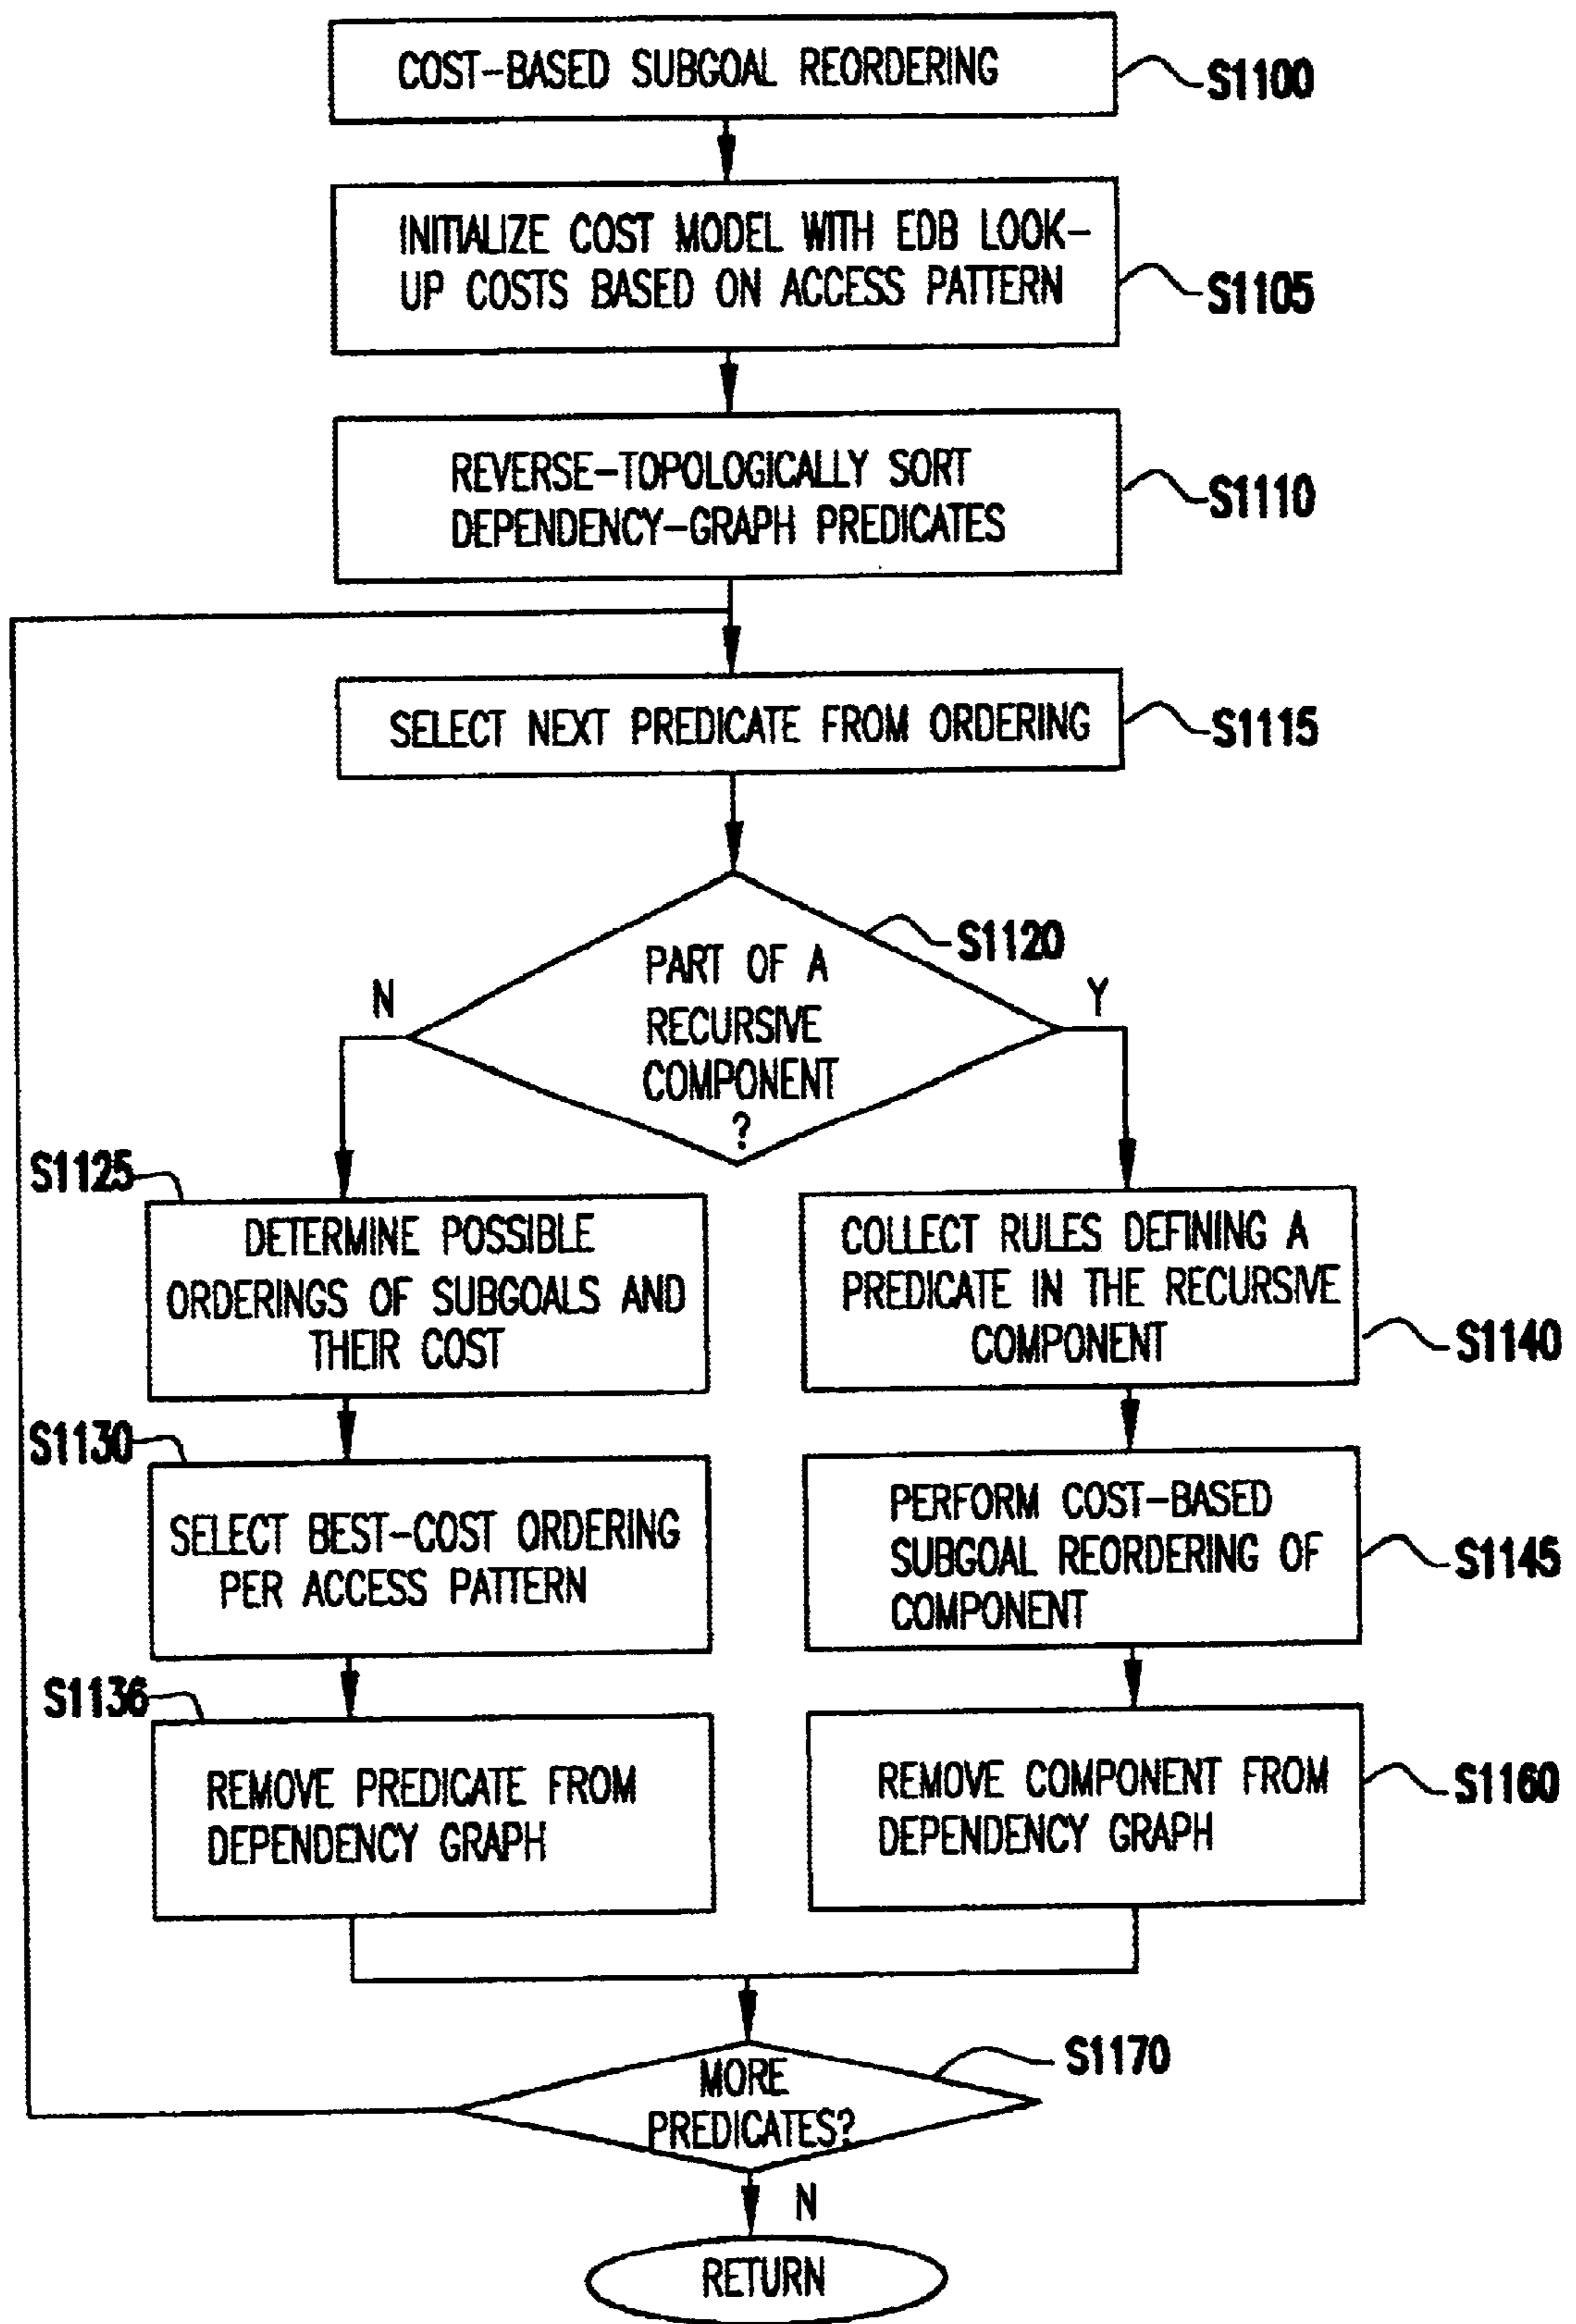 COST-BASED SUBGOAL REORDERING
S1100
INITIALIZE COST MODEL WITH EDB LOOK-
UP COSTS BASED ON ACCESS PATTERN
S1105
REVERSE-TOPOLOGICALLY SORT
DEPENDENCY-GRAPH PREDICATES
S1110
SELECT NEXT PREDICATE FROM ORDERING
S1115
PART OF A
RECURSIVE
COMPONENT
?
S1120
N
Y
S1125
DETERMINE POSSIBLE
ORDERINGS OF SUBGOALS AND
THEIR COST
COLLECT RULES DEFINING A
PREDICATE IN THE RECURSIVE
COMPONENT
S1140
S1130
SELECT BEST-COST ORDERING
PER ACCESS PATTERN
PERFORM COST-BASED
SUBGOAL REORDERING OF
COMPONENT
S1145
S1136
REMOVE PREDICATE FROM
DEPENDENCY GRAPH
REMOVE COMPONENT FROM
DEPENDENCY GRAPH
S1160
MORE
PREDICATES?
S1170
N
RETURN